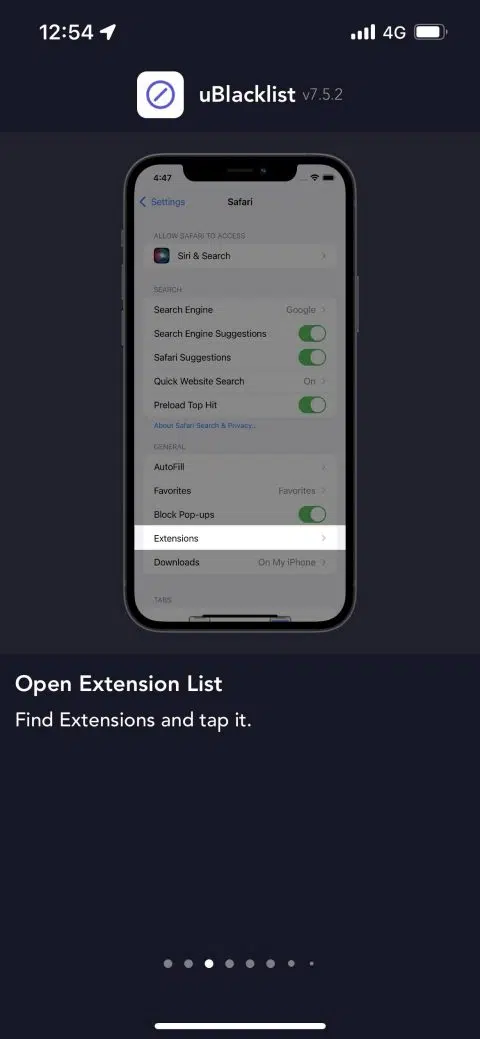 12:54 4G
uBlacklist v7.5.2
4:47
Settings Safari
ALLOW SAFARI TO ACCESS
Siri & Search
SEARCH
Search Engine Google
Search Engine Suggestions
Safari Suggestions
Quick Website Search On
Preload Top Hit
About Safari Search & Privacy...
GENERAL
AutoFill
Favorites Favorites
Block Pop-ups
Extensions
Downloads On My iPhone
TABS
Open Extension List
Find Extensions and tap it.